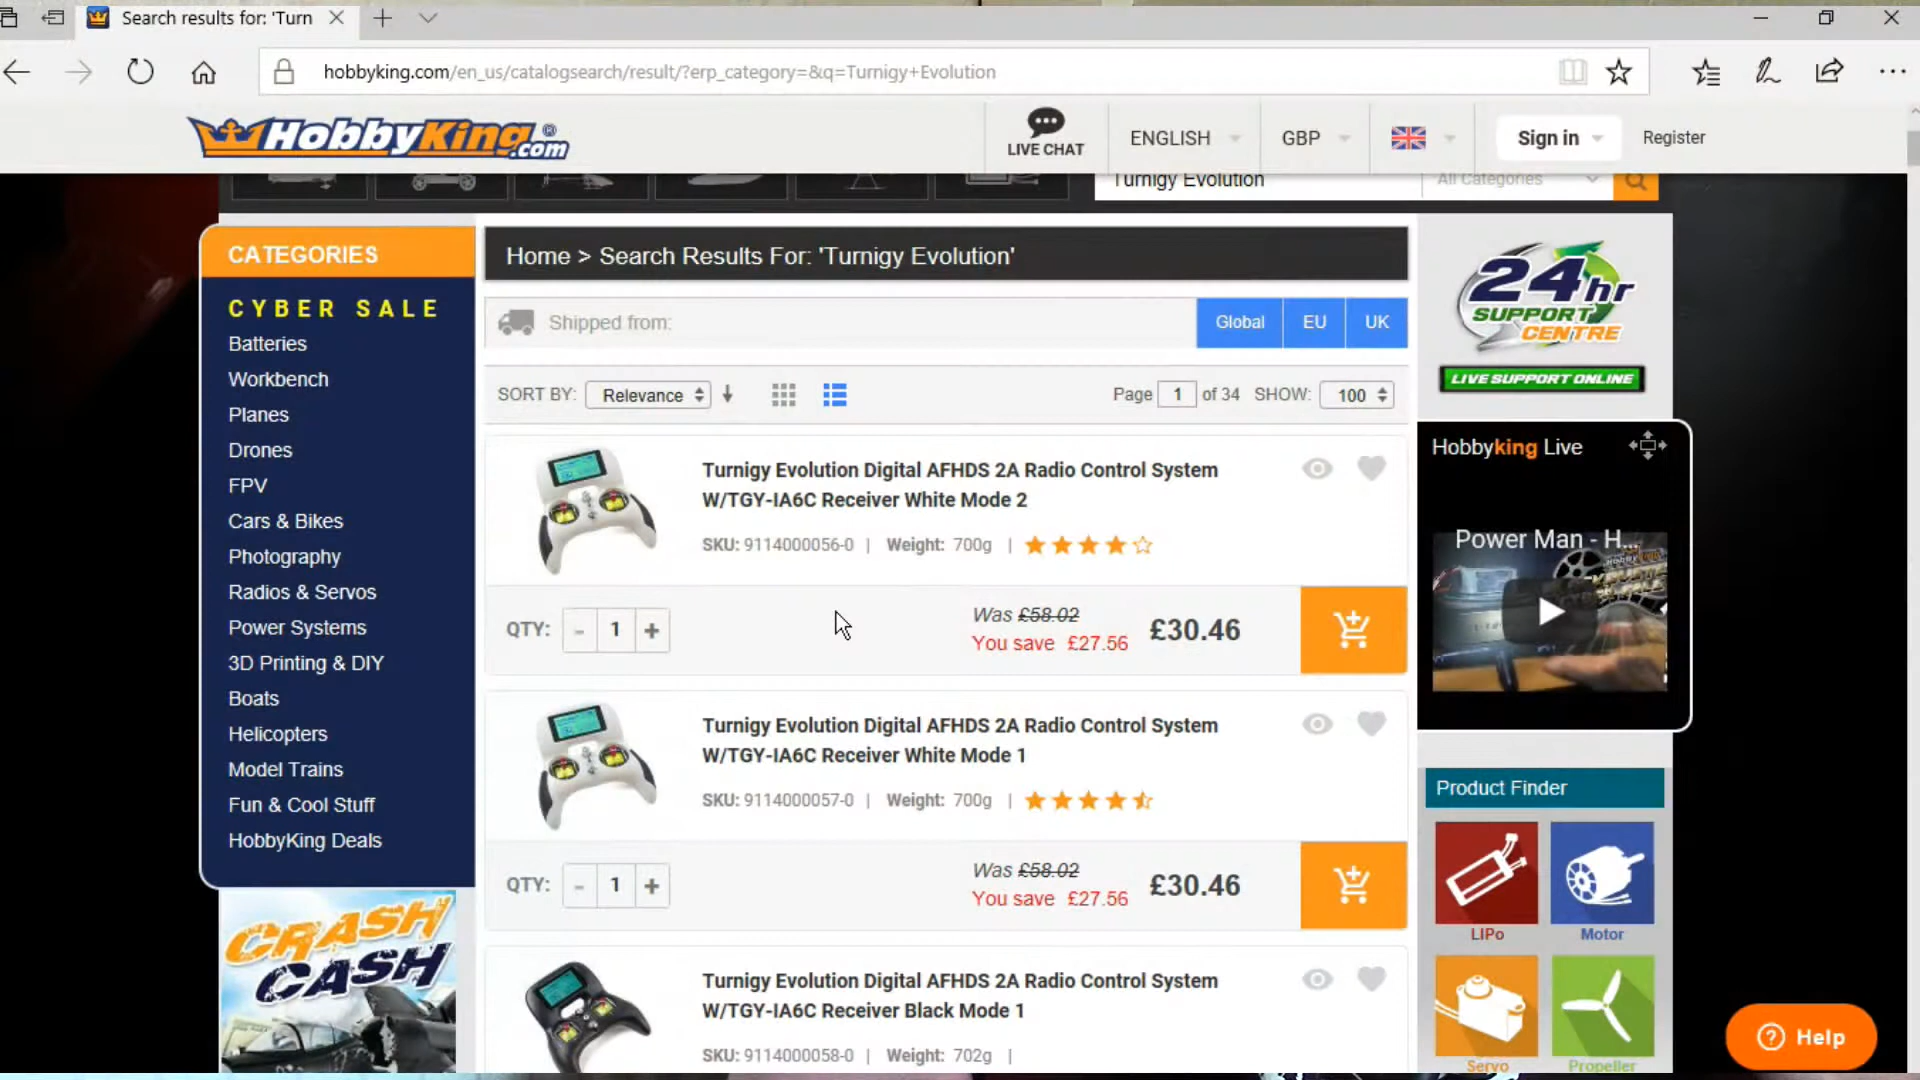 Search results for: 'Turn
hobbyking.com/en_us/catalogsearch/result/?erp_category=&q=Turnigy+Evolution
HobbyKing.com®
LIVE CHAT
ENGLISH
GBP
Sign in
Register
Turnigy Evolution
All Categories
CATEGORIES
CYBER SALE
Batteries
Workbench
Planes
Drones
FPV
Cars & Bikes
Photography
Radios & Servos
Power Systems
3D Printing & DIY
Boats
Helicopters
Model Trains
Fun & Cool Stuff
HobbyKing Deals
CRASH
CASH
Home > Search Results For: 'Turnigy Evolution'
Shipped from:
Global
EU
UK
SORT BY: Relevance
Page 1 of 34 SHOW: 100
Turnigy Evolution Digital AFHDS 2A Radio Control System
W/TGY-IA6C Receiver White Mode 2
SKU: 9114000056-0 | Weight: 700g |
QTY: - 1 +
Was £58.02
You save £27.56
£30.46
Turnigy Evolution Digital AFHDS 2A Radio Control System
W/TGY-IA6C Receiver White Mode 1
SKU: 9114000057-0 | Weight: 700g |
QTY: - 1 +
Was £58.02
You save £27.56
£30.46
Turnigy Evolution Digital AFHDS 2A Radio Control System
W/TGY-IA6C Receiver Black Mode 1
SKU: 9114000058-0 | Weight: 702g |
24hr
SUPPORT
CENTRE
LIVE SUPPORT ONLINE
Hobbyking Live
Power Man - H...
Product Finder
LIPo
Motor
Servo
Propeller
Help